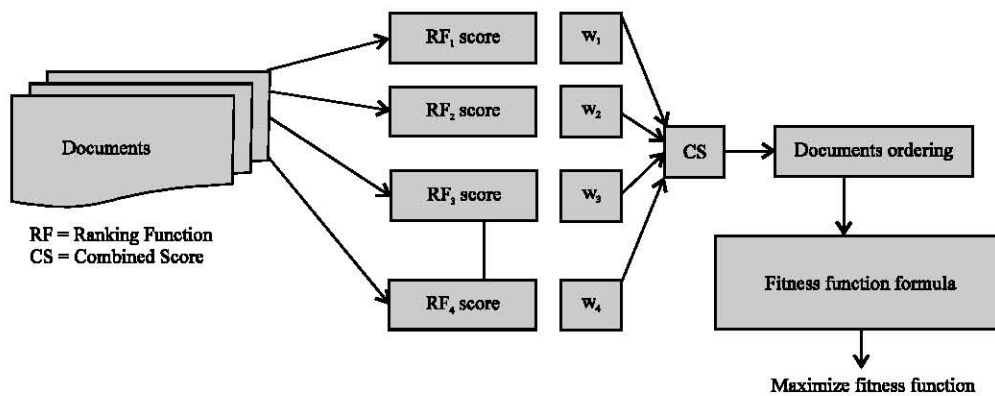 RF₁ score
w₁
RF₂ score
w₂
Documents
CS
Documents ordering
RF₃ score
w₃
RF = Ranking Function
CS = Combined Score
Fitness function formula
RF₄ score
w₄
Maximize fitness function